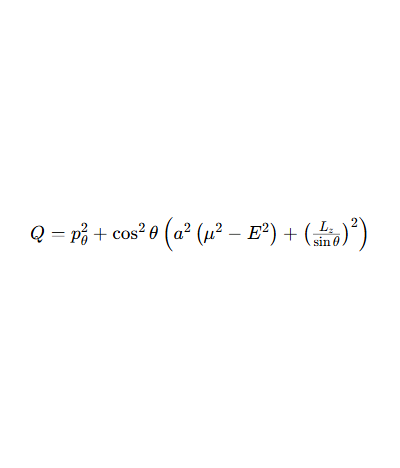 Q = p_θ^2 + cos^2 θ (a^2 (μ^2 − E^2) + (L_z / sin θ)^2)